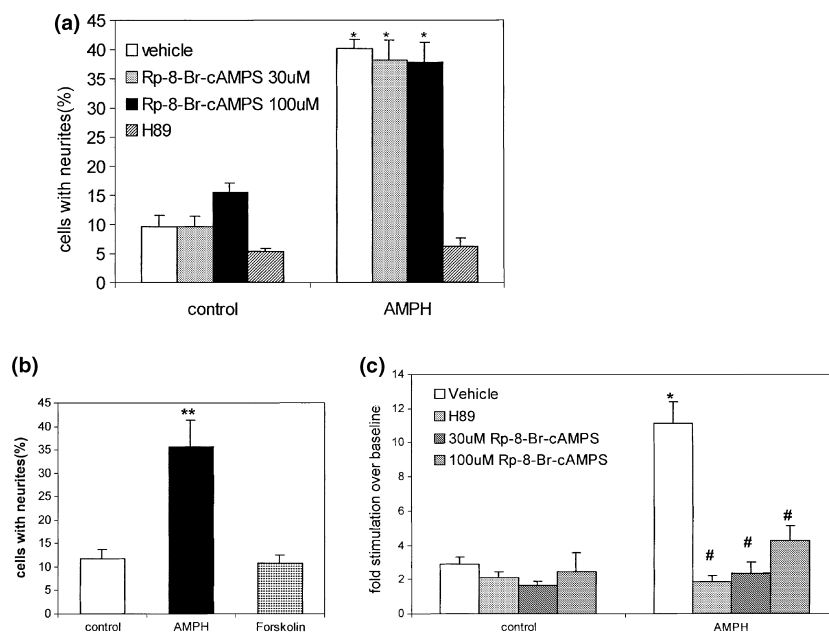 (a)
cells with neurites(%)
45
40
35
30
25
20
15
10
5
0
vehicle
Rp-8-Br-cAMPS 30uM
Rp-8-Br-cAMPS 100uM
H89
* * *
control AMPH
(b)
cells with neurites(%)
45
40
35
30
25
20
15
10
5
0
**
control AMPH Forskolin
(c)
fold stimulation over baseline
14
12
10
8
6
4
2
0
Vehicle
H89
30uM Rp-8-Br-cAMPS
100uM Rp-8-Br-cAMPS
*
# # #
control AMPH